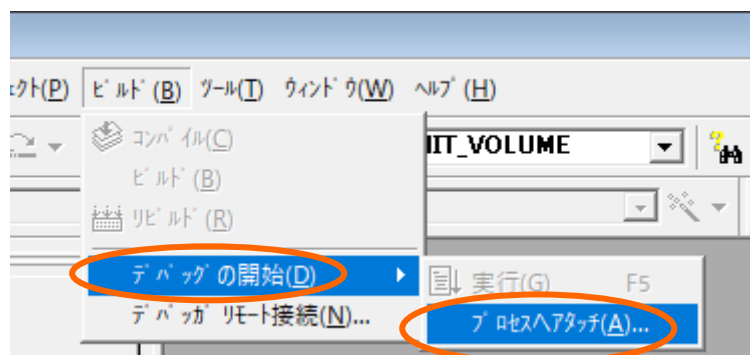 ｪｸﾄ(P) ﾋﾞﾙﾄﾞ(B) ﾂｰﾙ(T) ｳｨﾝﾄﾞｳ(W) ﾍﾙﾌﾟ(H)
ｺﾝﾊﾟｲﾙ(C)
IIT_VOLUME
ﾋﾞﾙﾄﾞ(B)
ﾘﾋﾞﾙﾄﾞ(R)
ﾃﾞﾊﾞｯｸﾞの開始(D)
実行(G) F5
ﾃﾞﾊﾞｯｶﾞ ﾘﾓｰﾄ接続(N)...
ﾌﾟﾛｾｽへｱﾀｯﾁ(A)...